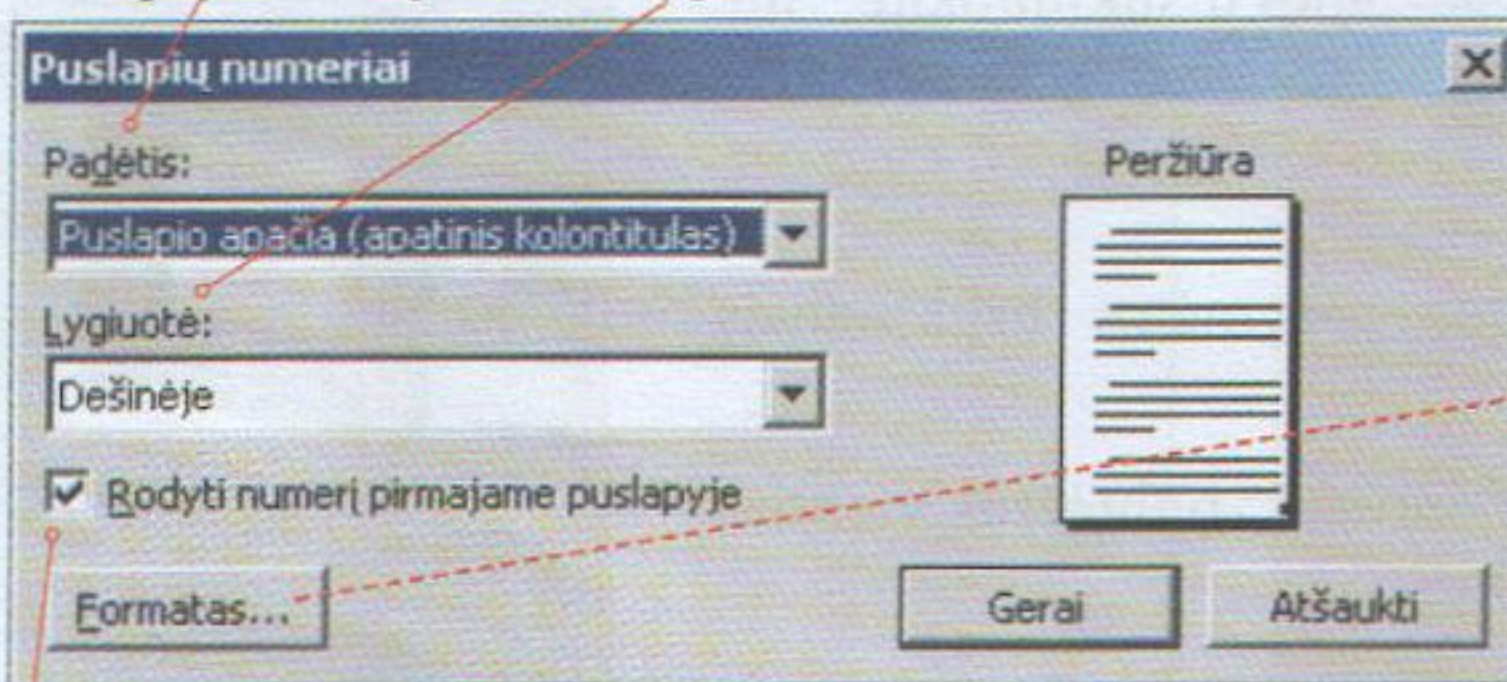 Puslapių numeriai
Padėtis:
Peržiūra
Puslapio apačia (apatinis kolontitulas)
Lygiuotė:
Dešinėje
Rodyti numerį pirmajame puslapyje
Formatas...
Gerai
Atšaukti